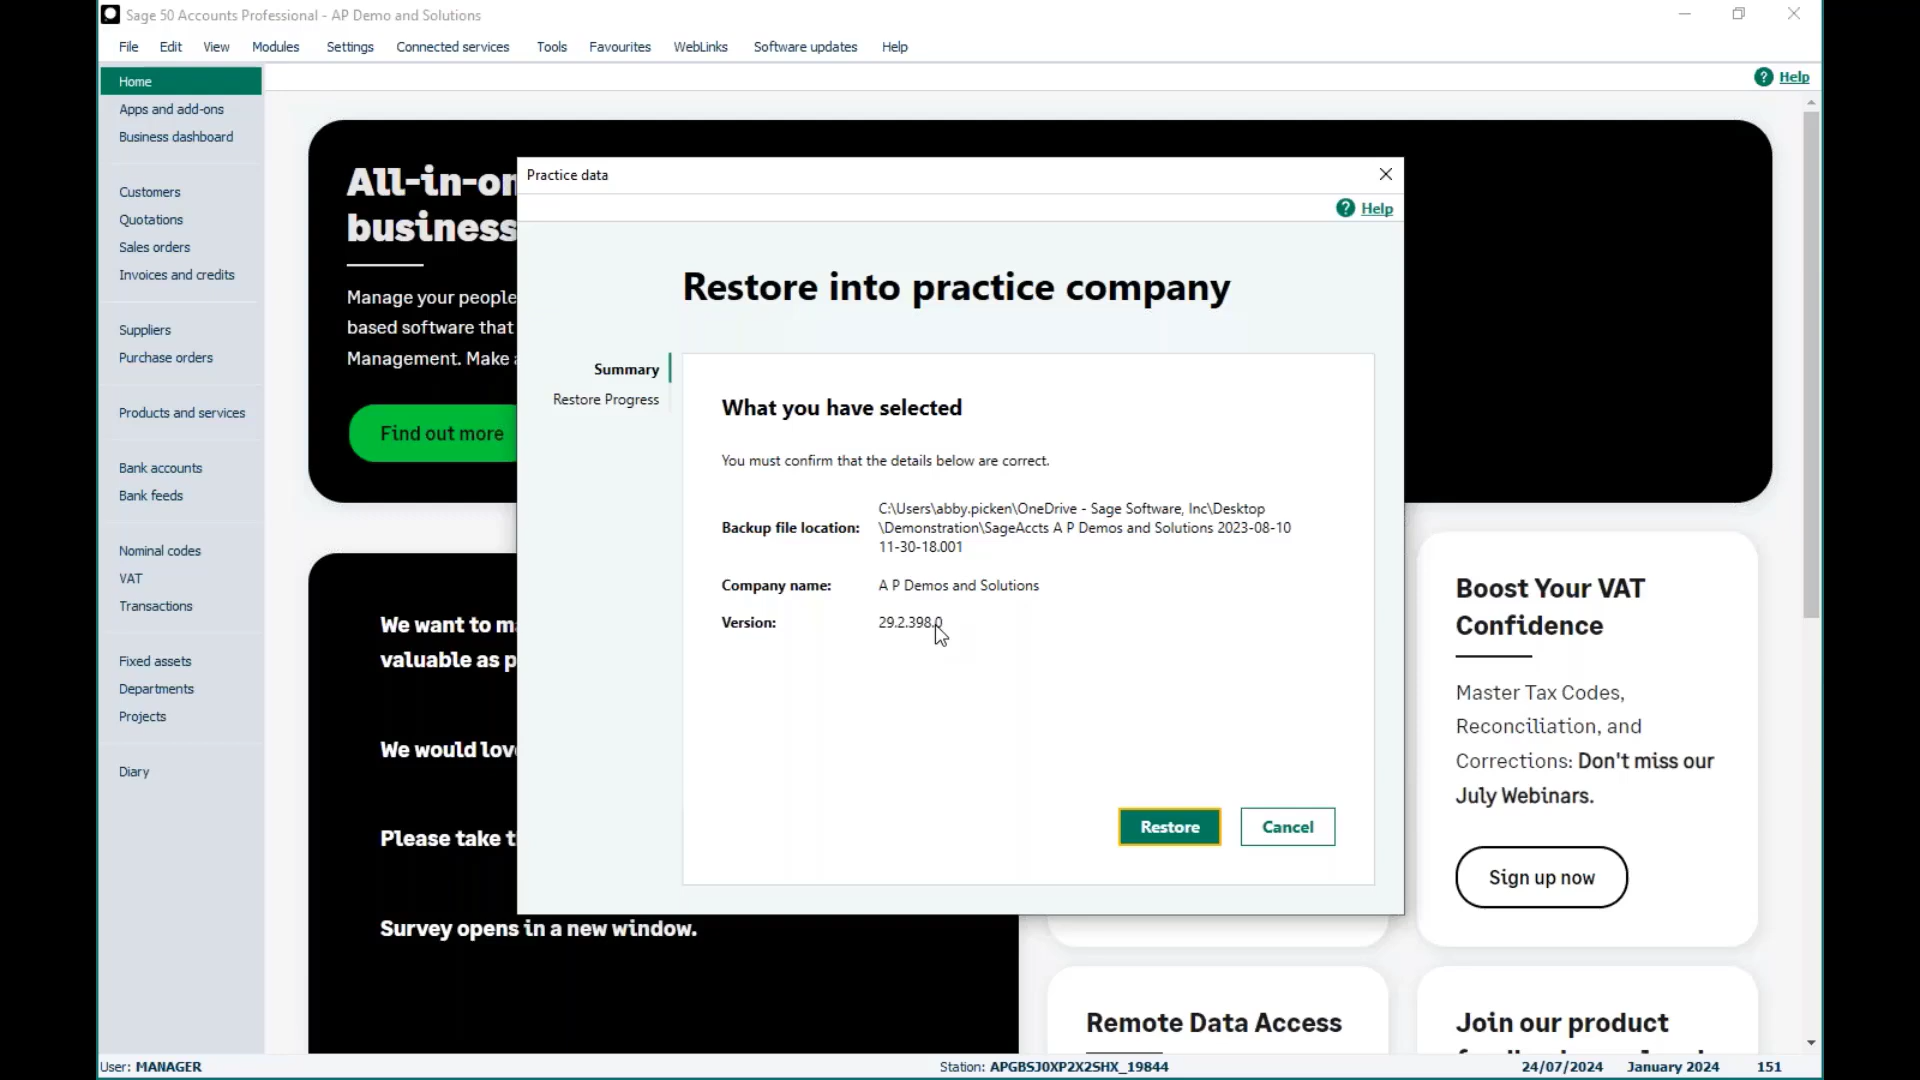 Sage 50 Accounts Professional - AP Demo and Solutions
File Edit View Modules Settings Connected services Tools Favourites WebLinks Software updates Help
Home
Apps and add-ons
Business dashboard
Customers
Quotations
Sales orders
Invoices and credits
Suppliers
Purchase orders
Products and services
Bank accounts
Bank feeds
Nominal codes
VAT
Transactions
Fixed assets
Departments
Projects
Diary
? Help
All-in-on
business
Manage your people
based software that
Management. Make
Find out more
We want to m
valuable as p
We would lov
Please take t
Survey opens in a new window.
Practice data
? Help
Restore into practice company
Summary
Restore Progress
What you have selected
You must confirm that the details below are correct.
Backup file location: C:\Users\abby.picken\OneDrive - Sage Software, Inc\Desktop
\Demonstration\SageAccts A P Demos and Solutions 2023-08-10
11-30-18.001
Company name: A P Demos and Solutions
Version: 29.2.398.0
Restore Cancel
Boost Your VAT
Confidence
Master Tax Codes,
Reconciliation, and
Corrections: Don't miss our
July Webinars.
Sign up now
Remote Data Access
Join our product
User: MANAGER Station: APGBSJ0XP2X2SHX_19844 24/07/2024 January 2024 151